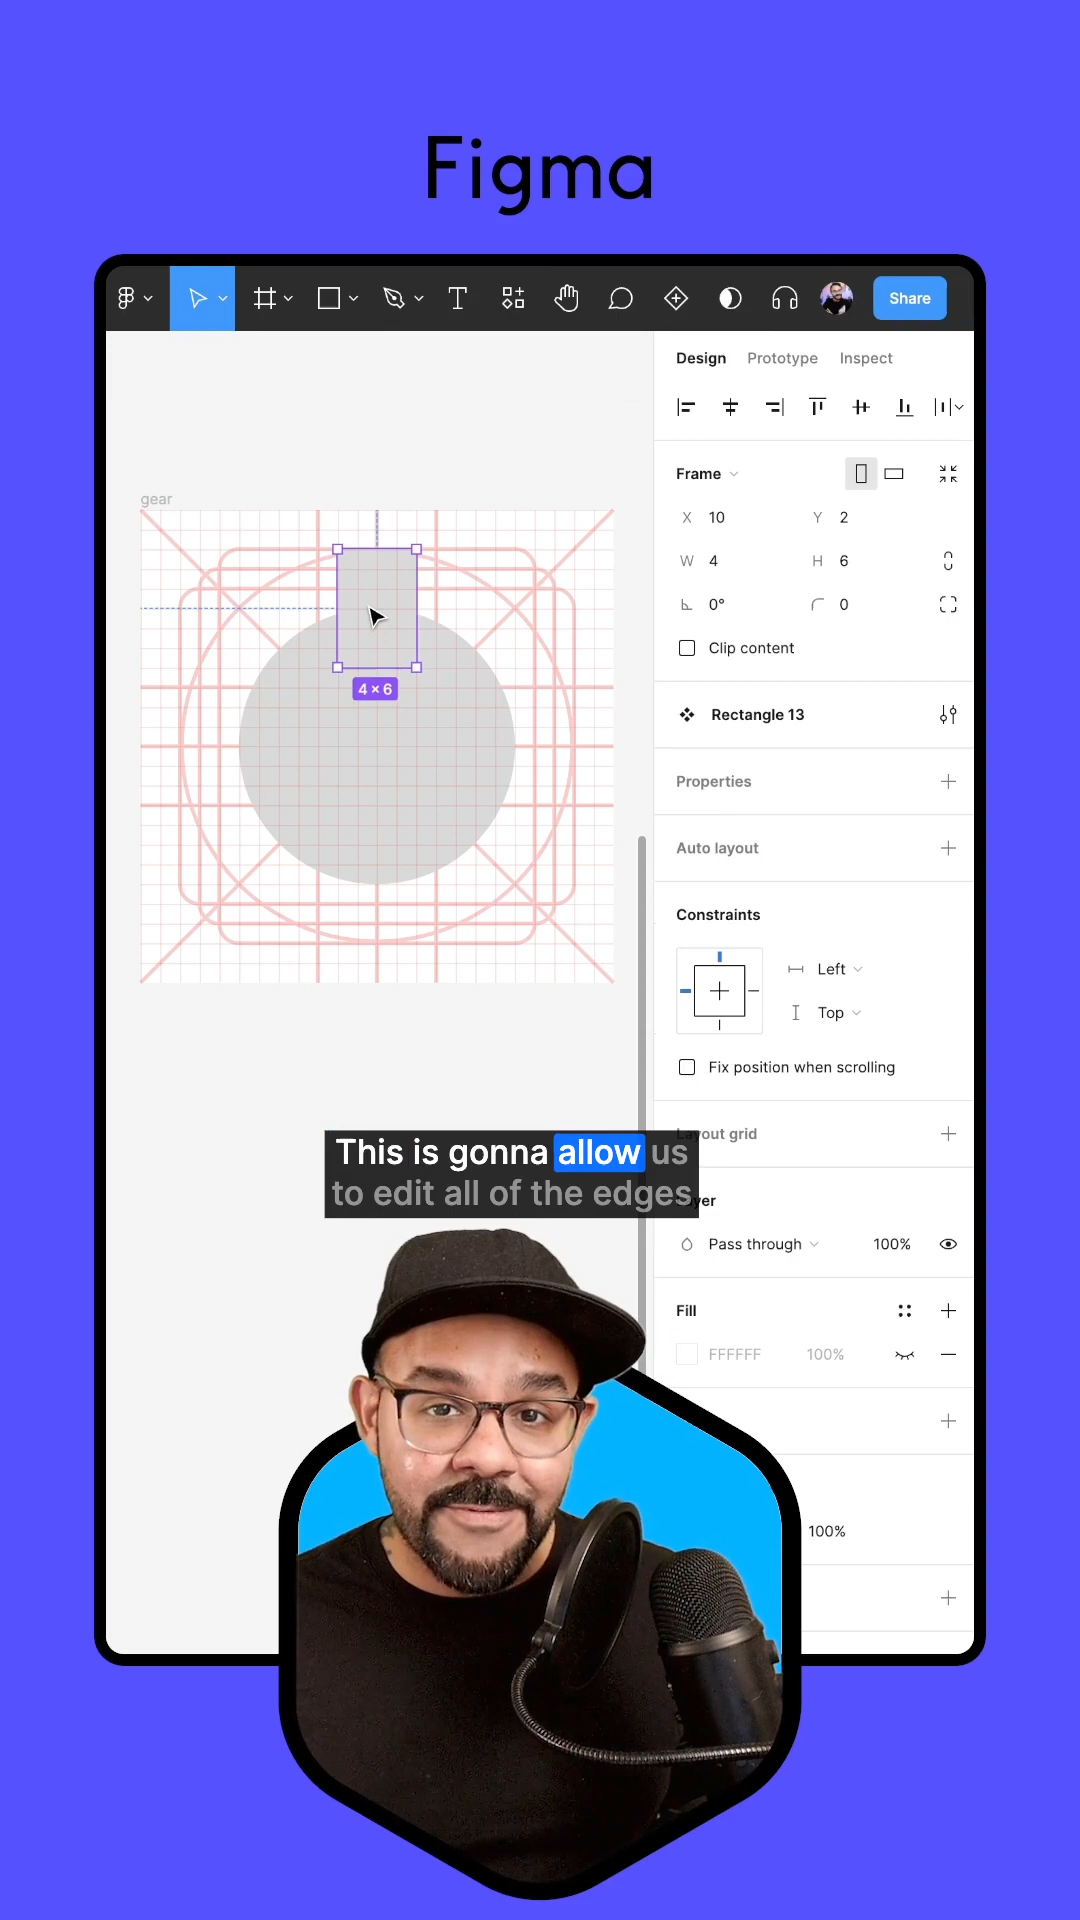 Figma
Share
Design Prototype Inspect
gear
Frame
X 10 Y 2
W 4 H 6
0° 0
Clip content
4 × 6
Rectangle 13
Properties
Auto layout
Constraints
Left
Top
Fix position when scrolling
Layout grid
This is gonna allow us
to edit all of the edges
Layer
Pass through 100%
Fill
FFFFFF 100%
100%